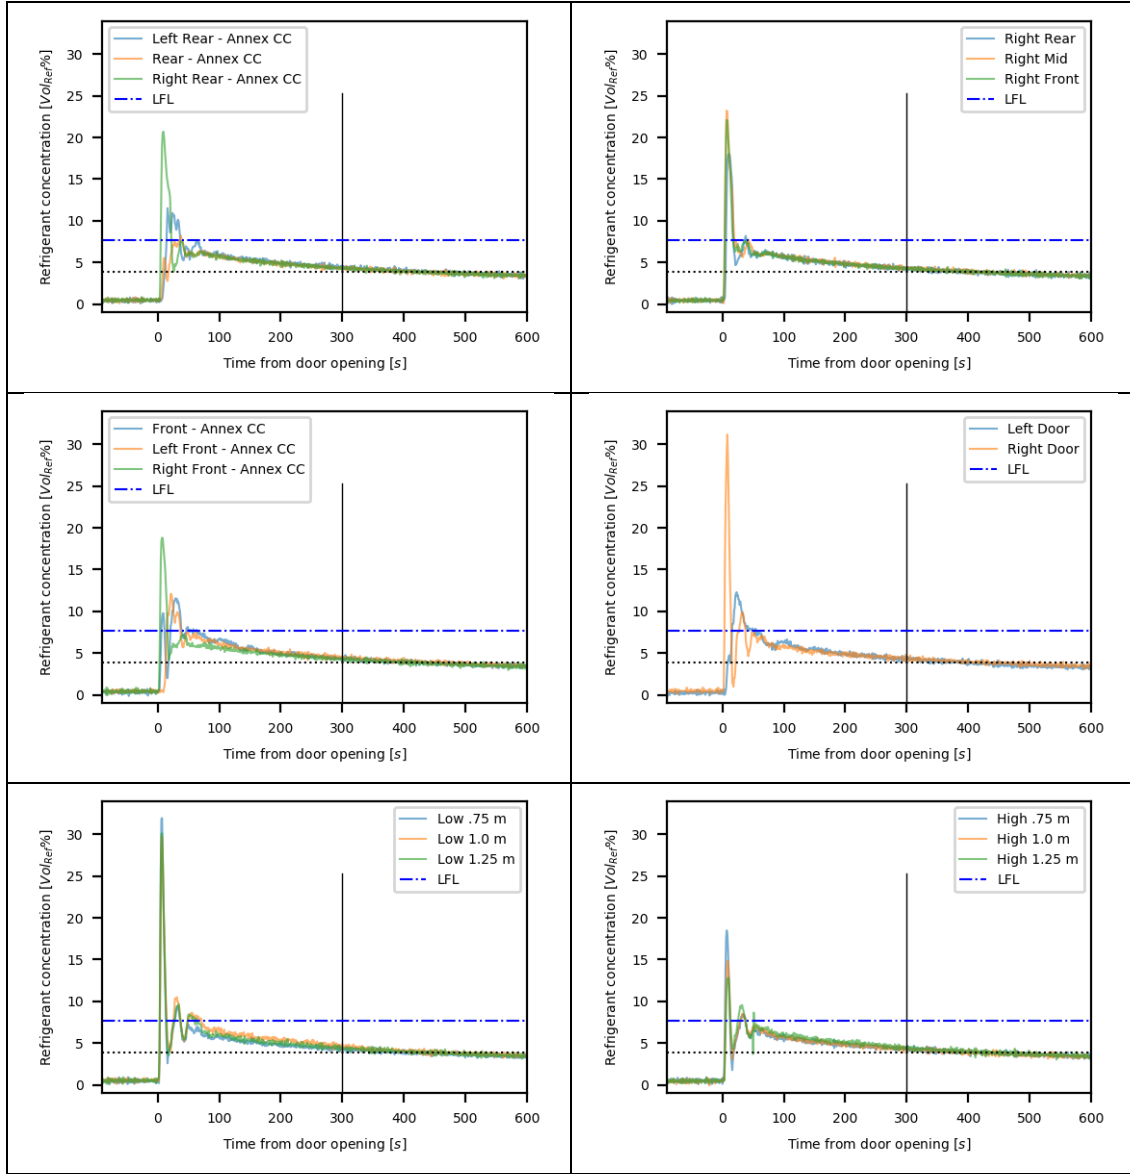 Refrigerant concentration [Vol_Ref%]
Left Rear - Annex CC
Rear - Annex CC
Right Rear - Annex CC
LFL
30
25
20
15
10
5
0
0 100 200 300 400 500 600
Time from door opening [s]
Refrigerant concentration [Vol_Ref%]
Right Rear
Right Mid
Right Front
LFL
30
25
20
15
10
5
0
0 100 200 300 400 500 600
Time from door opening [s]
Refrigerant concentration [Vol_Ref%]
Front - Annex CC
Left Front - Annex CC
Right Front - Annex CC
LFL
30
25
20
15
10
5
0
0 100 200 300 400 500 600
Time from door opening [s]
Refrigerant concentration [Vol_Ref%]
Left Door
Right Door
LFL
30
25
20
15
10
5
0
0 100 200 300 400 500 600
Time from door opening [s]
Refrigerant concentration [Vol_Ref%]
Low .75 m
Low 1.0 m
Low 1.25 m
LFL
30
25
20
15
10
5
0
0 100 200 300 400 500 600
Time from door opening [s]
Refrigerant concentration [Vol_Ref%]
High .75 m
High 1.0 m
High 1.25 m
LFL
30
25
20
15
10
5
0
0 100 200 300 400 500 600
Time from door opening [s]